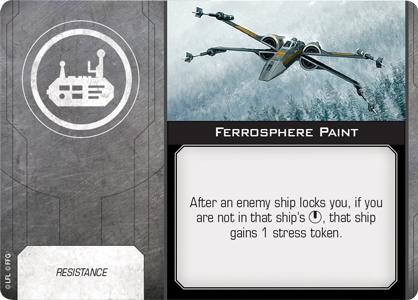 FERROSPHERE PAINT
After an enemy ship locks you, if you
are not in that ship's , that ship
gains 1 stress token.
RESISTANCE
© LFL © FFG